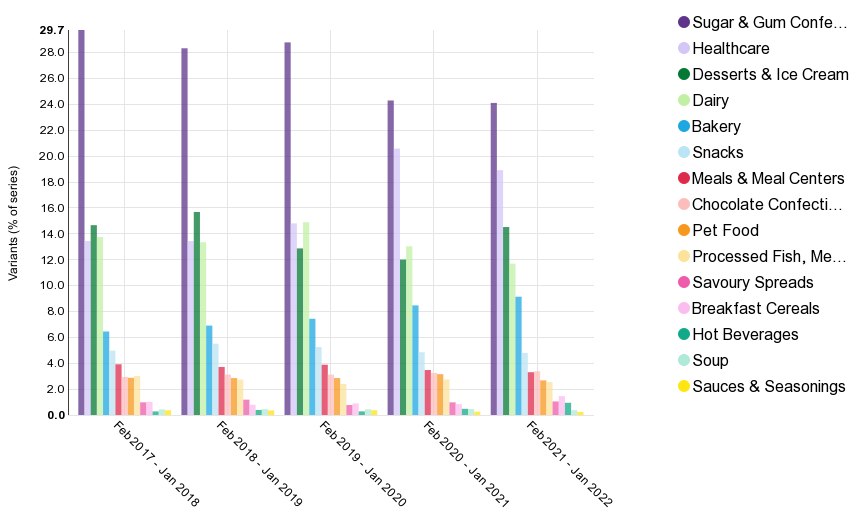 29.7
28.0
26.0
24.0
22.0
20.0
18.0
16.0
14.0
12.0
10.0
8.0
6.0
4.0
2.0
0.0
Variants (% of series)
Feb 2017 - Jan 2018
Feb 2018 - Jan 2019
Feb 2019 - Jan 2020
Feb 2020 - Jan 2021
Feb 2021 - Jan 2022
Sugar & Gum Confe...
Healthcare
Desserts & Ice Cream
Dairy
Bakery
Snacks
Meals & Meal Centers
Chocolate Confecti...
Pet Food
Processed Fish, Me...
Savoury Spreads
Breakfast Cereals
Hot Beverages
Soup
Sauces & Seasonings